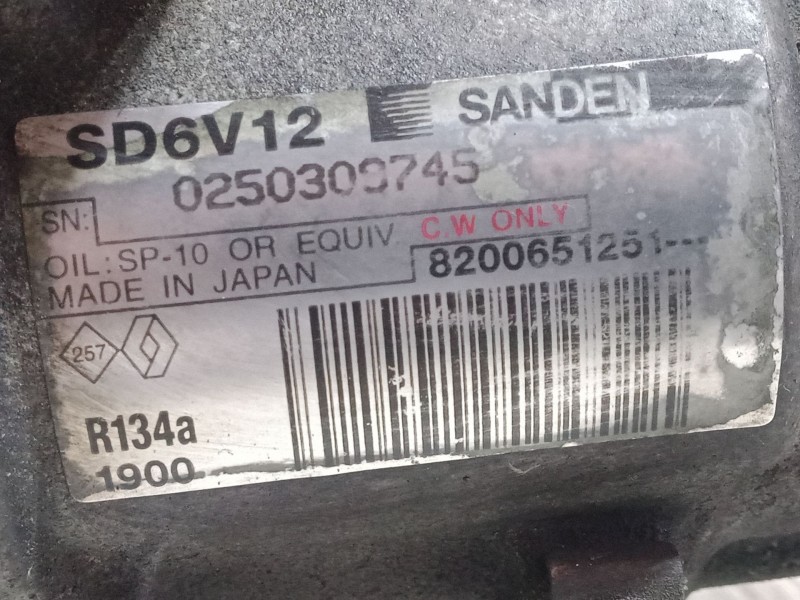 SD6V12 SANDEN
SN: 0250309745
OIL: SP-10 OR EQUIV C.W ONLY
MADE IN JAPAN 8200651251---
257
R134a
1900